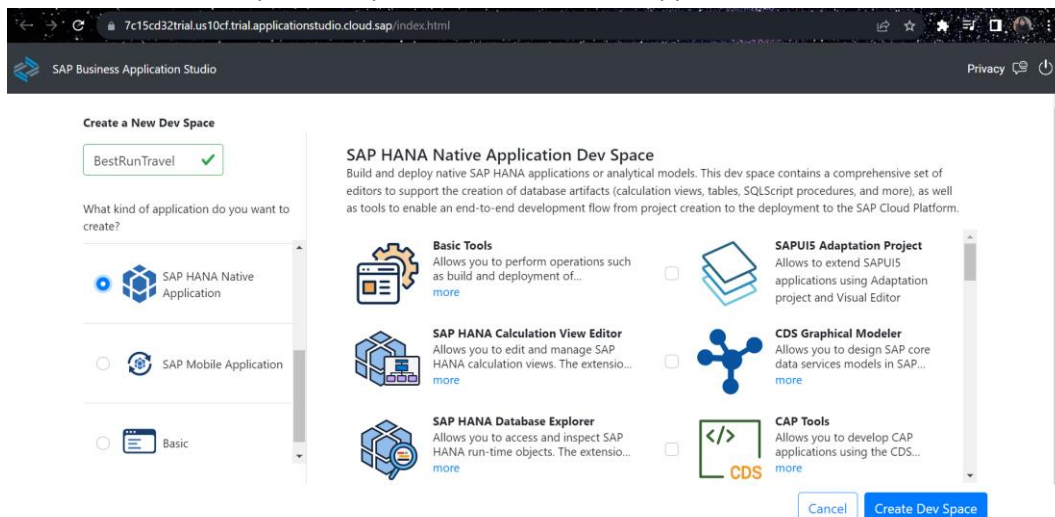 7c15cd32trial.us10cf.trial.applicationstudio.cloud.sap/index.html
SAP Business Application Studio
Privacy
Create a New Dev Space
BestRunTravel
What kind of application do you want to
create?
SAP HANA Native
Application
SAP Mobile Application
Basic
SAP HANA Native Application Dev Space
Build and deploy native SAP HANA applications or analytical models. This dev space contains a comprehensive set of
editors to support the creation of database artifacts (calculation views, tables, SQLScript procedures, and more), as well
as tools to enable an end-to-end development flow from project creation to the deployment to the SAP Cloud Platform.
Basic Tools
Allows you to perform operations such
as build and deployment of...
more
SAPUI5 Adaptation Project
Allows to extend SAPUI5
applications using Adaptation
project and Visual Editor
SAP HANA Calculation View Editor
Allows you to edit and manage SAP
HANA calculation views. The extensio...
more
CDS Graphical Modeler
Allows you to design SAP core
data services models in SAP...
more
SAP HANA Database Explorer
Allows you to access and inspect SAP
HANA run-time objects. The extensio...
more
</>
CDS
CAP Tools
Allows you to develop CAP
applications using the CDS...
more
Cancel
Create Dev Space